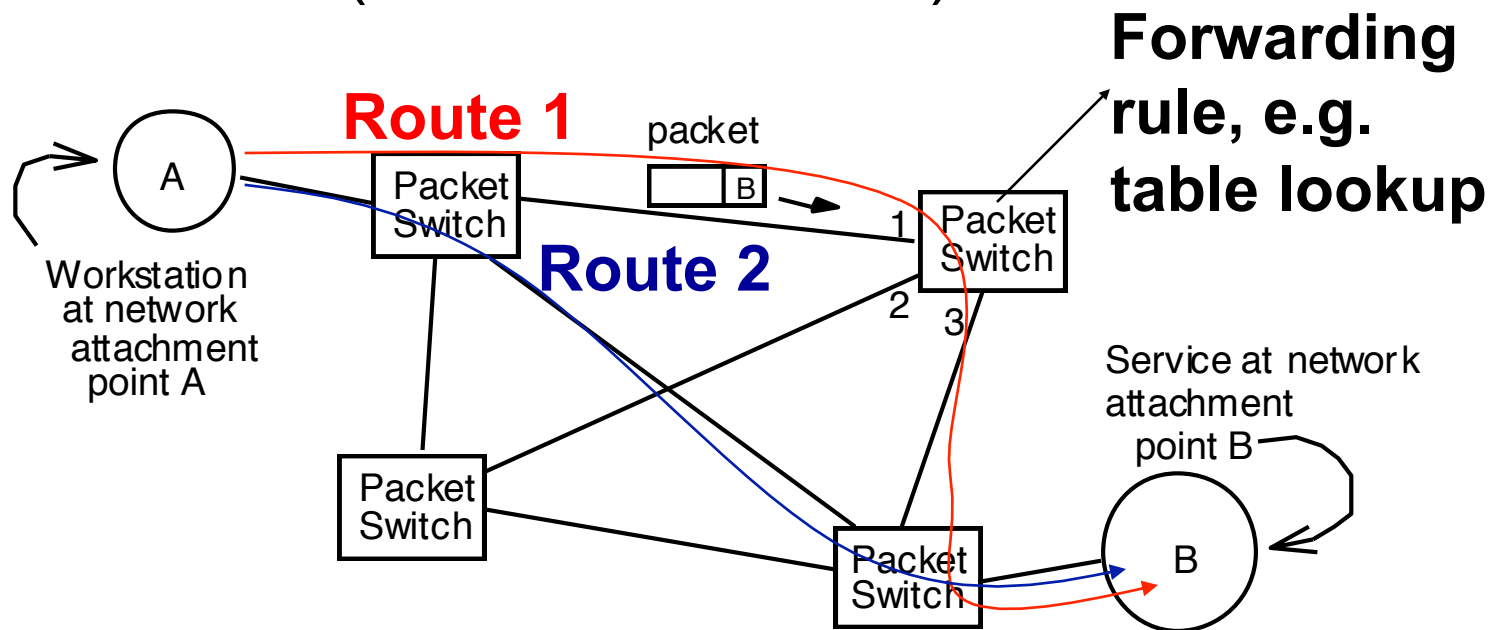 Forwarding
rule, e.g.
table lookup
Route 1
packet
B
A
Packet
Switch
1
Packet
Switch
Route 2
2
3
Workstation
at network
attachment
point A
Service at network
attachment
point B
Packet
Switch
Packet
Switch
B